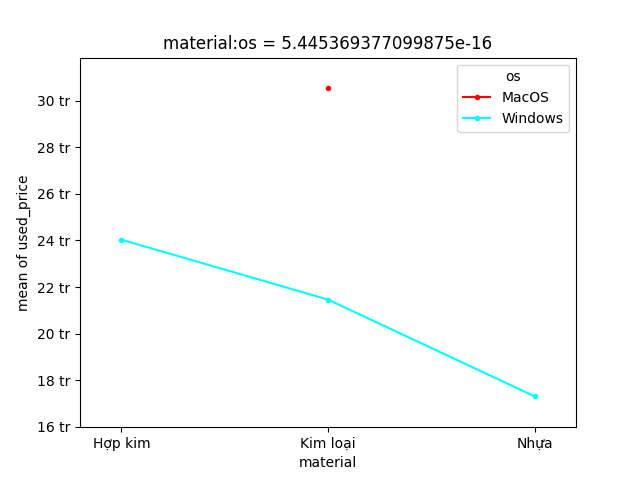 material:os = 5.445369377099875e-16
os
MacOS
Windows
mean of used_price
30 tr
28 tr
26 tr
24 tr
22 tr
20 tr
18 tr
16 tr
Hợp kim
Kim loại
Nhựa
material